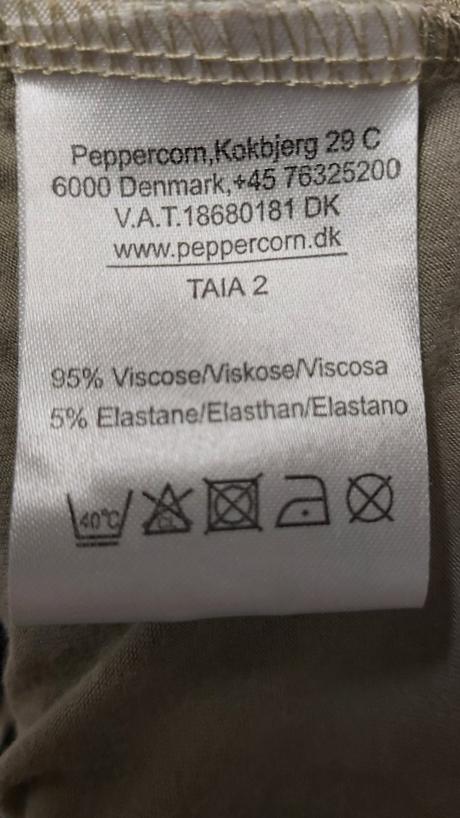 Peppercorn,Kokbjerg 29 C
6000 Denmark,+45 76325200
V.A.T.18680181 DK
www.peppercorn.dk
TAIA 2
95% Viscose/Viskose/Viscosa
5% Elastane/Elasthan/Elastano
40°C CL